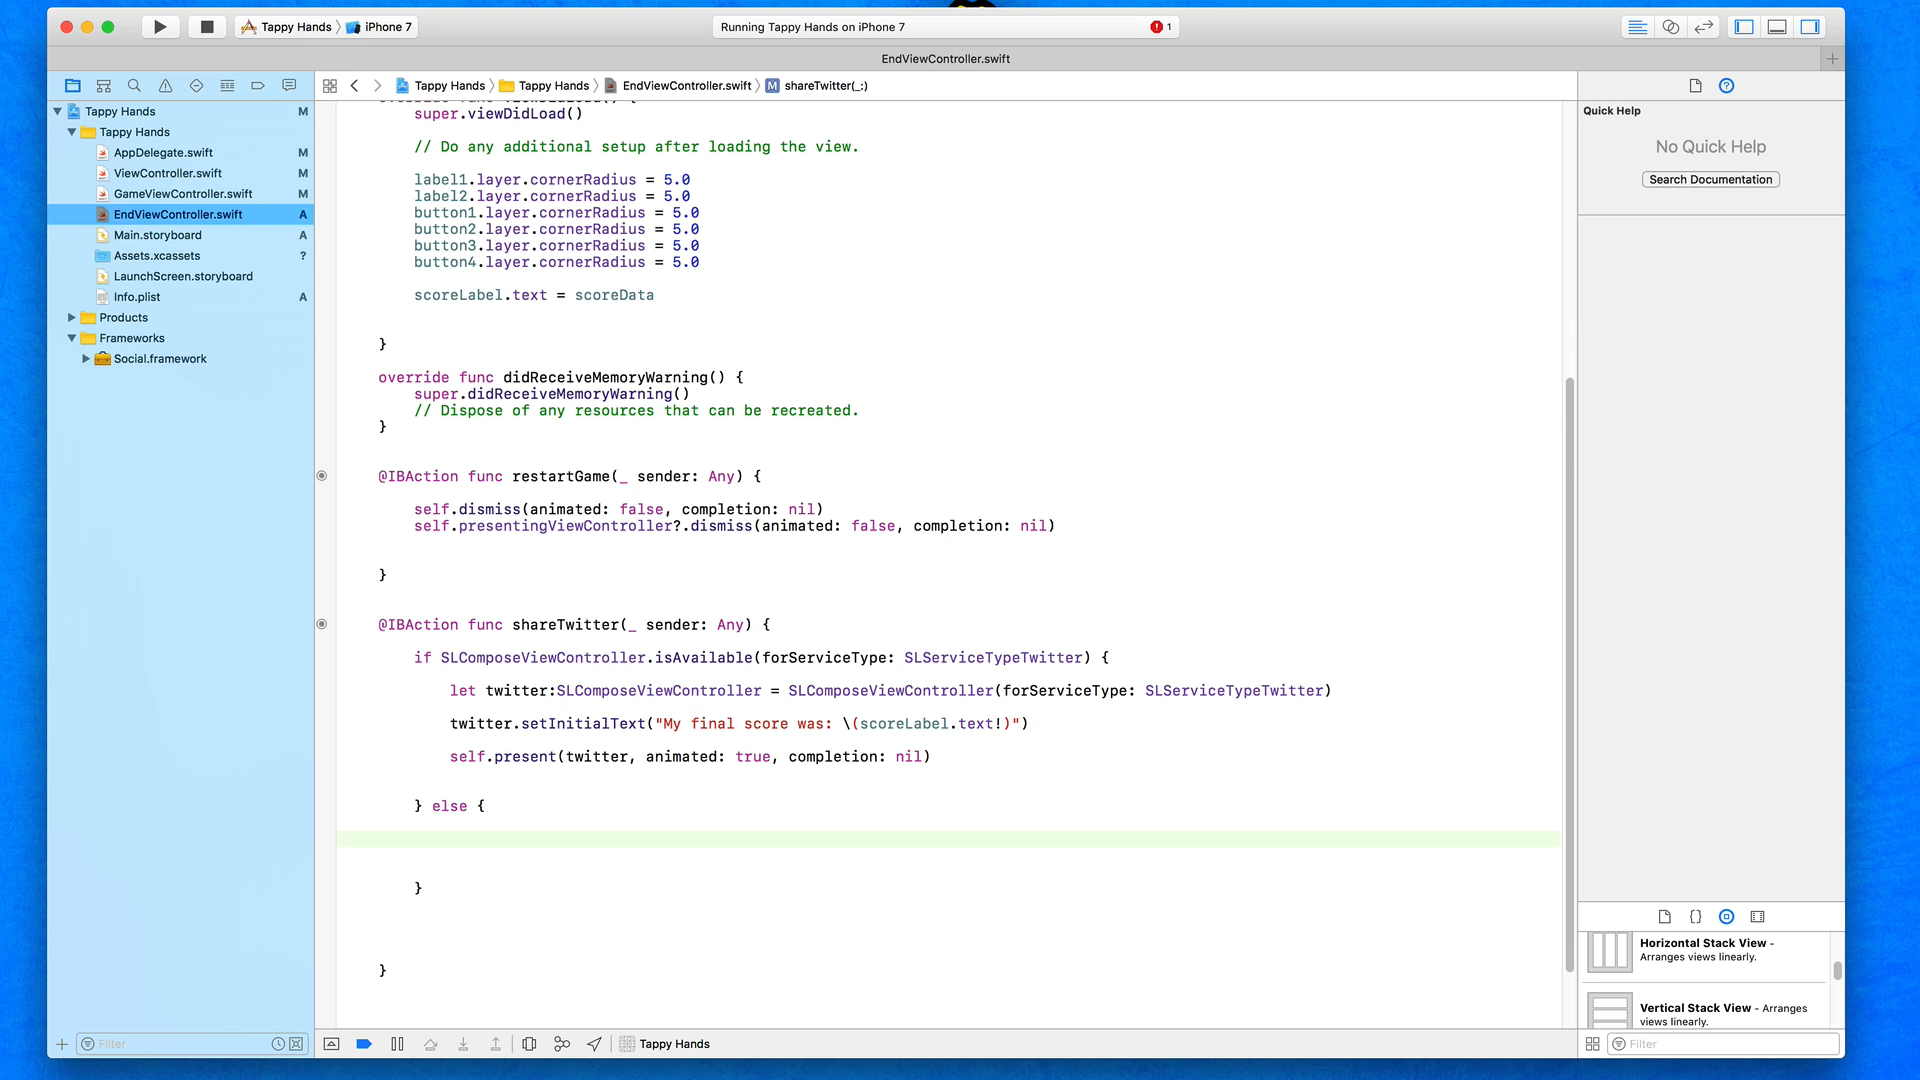 Tappy Hands
iPhone 7
Running Tappy Hands on iPhone 7
1
EndViewController.swift
Tappy Hands
Tappy Hands
EndViewController.swift
M
shareTwitter(_:)
Tappy Hands M
Tappy Hands
AppDelegate.swift M
ViewController.swift M
GameViewController.swift M
EndViewController.swift A
Main.storyboard A
Assets.xcassets ?
LaunchScreen.storyboard
Info.plist A
Products
Frameworks
Social.framework
super.viewDidLoad()
// Do any additional setup after loading the view.
label1.layer.cornerRadius = 5.0
label2.layer.cornerRadius = 5.0
button1.layer.cornerRadius = 5.0
button2.layer.cornerRadius = 5.0
button3.layer.cornerRadius = 5.0
button4.layer.cornerRadius = 5.0
scoreLabel.text = scoreData
}
override func didReceiveMemoryWarning() {
super.didReceiveMemoryWarning()
// Dispose of any resources that can be recreated.
}
@IBAction func restartGame(_ sender: Any) {
self.dismiss(animated: false, completion: nil)
self.presentingViewController?.dismiss(animated: false, completion: nil)
}
@IBAction func shareTwitter(_ sender: Any) {
if SLComposeViewController.isAvailable(forServiceType: SLServiceTypeTwitter) {
let twitter:SLComposeViewController = SLComposeViewController(forServiceType: SLServiceTypeTwitter)
twitter.setInitialText("My final score was: \(scoreLabel.text!)")
self.present(twitter, animated: true, completion: nil)
} else {
}
}
Quick Help
No Quick Help
Search Documentation
{}
Horizontal Stack View -
Arranges views linearly.
Vertical Stack View - Arranges
views linearly.
Filter
Tappy Hands
Filter